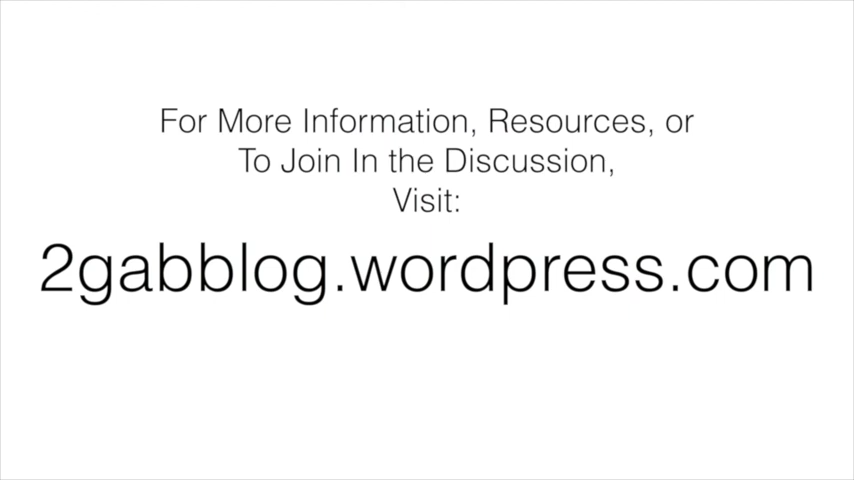 For More Information, Resources, or
To Join In the Discussion,
Visit:
2gabblog.wordpress.com